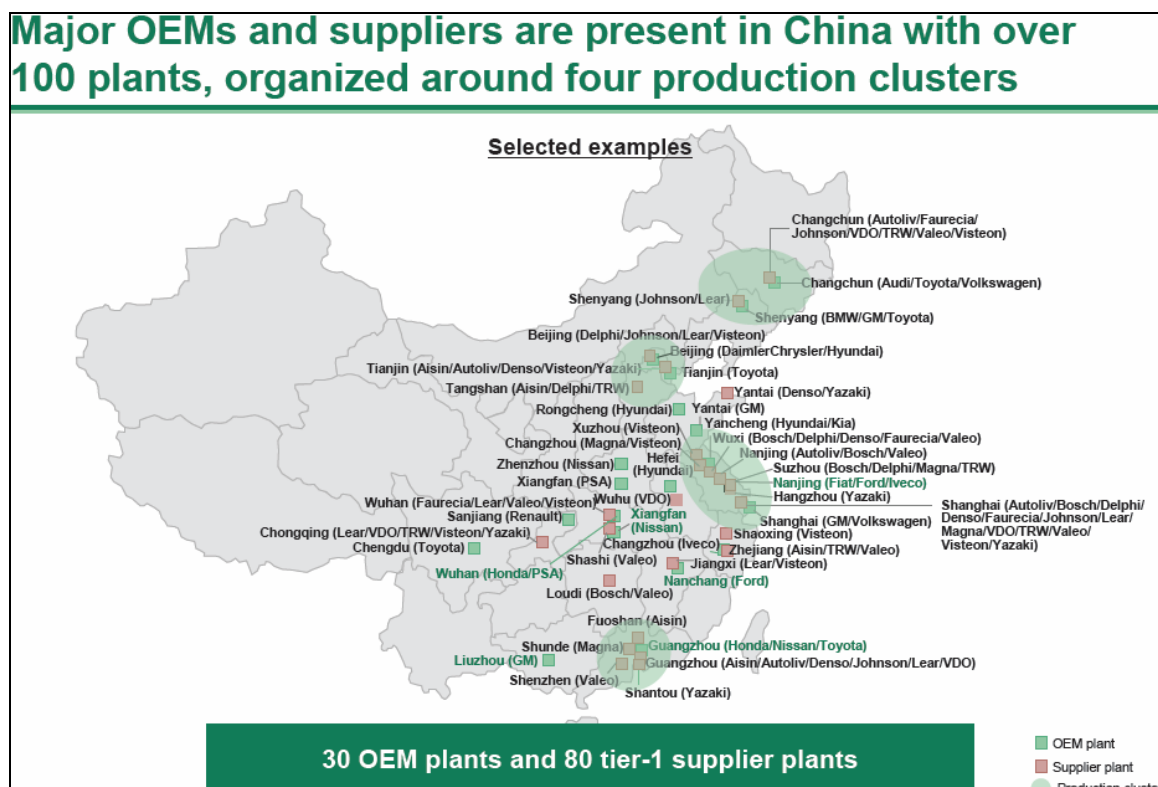 Major OEMs and suppliers are present in China with over
100 plants, organized around four production clusters
Selected examples
Changchun (Autoliv/Faurecia/
Johnson/VDO/TRW/Valeo/Visteon)
Changchun (Audi/Toyota/Volkswagen)
Shenyang (Johnson/Lear)
Shenyang (BMW/GM/Toyota)
Beijing (Delphi/Johnson/Lear/Visteon)
Beijing (DaimlerChrysler/Hyundai)
Tianjin (Aisin/Autoliv/Denso/Visteon/Yazaki)
Tianjin (Toyota)
Tangshan (Aisin/Delphi/TRW)
Yantai (Denso/Yazaki)
Rongcheng (Hyundai)
Yantai (GM)
Xuzhou (Visteon)
Yancheng (Hyundai/Kia)
Changzhou (Magna/Visteon)
Wuxi (Bosch/Delphi/Denso/Faurecia/Valeo)
Hefei
(Hyundai)
Nanjing (Autoliv/Bosch/Valeo)
Zhenzhou (Nissan)
Suzhou (Bosch/Delphi/Magna/TRW)
Xiangfan (PSA)
Nanjing (Fiat/Ford/Iveco)
Wuhan (Faurecia/Lear/Valeo/Visteon)
Wuhu (VDO)
Hangzhou (Yazaki)
Shanghai (Autoliv/Bosch/Delphi/
Denso/Faurecia/Johnson/Lear/
Magna/VDO/TRW/Valeo/
Visteon/Yazaki)
Sanjiang (Renault)
Xiangfan
(Nissan)
Shanghai (GM/Volkswagen)
Chongqing (Lear/VDO/TRW/Visteon/Yazaki)
Shaoxing (Visteon)
Chengdu (Toyota)
Changzhou (Iveco)
Zhejiang (Aisin/TRW/Valeo)
Shashi (Valeo)
Jiangxi (Lear/Visteon)
Wuhan (Honda/PSA)
Nanchang (Ford)
Loudi (Bosch/Valeo)
Fuoshan (Aisin)
Shunde (Magna)
Guangzhou (Honda/Nissan/Toyota)
Liuzhou (GM)
Guangzhou (Aisin/Autoliv/Denso/Johnson/Lear/VDO)
Shenzhen (Valeo)
Shantou (Yazaki)
30 OEM plants and 80 tier-1 supplier plants
OEM plant
Supplier plant
Production